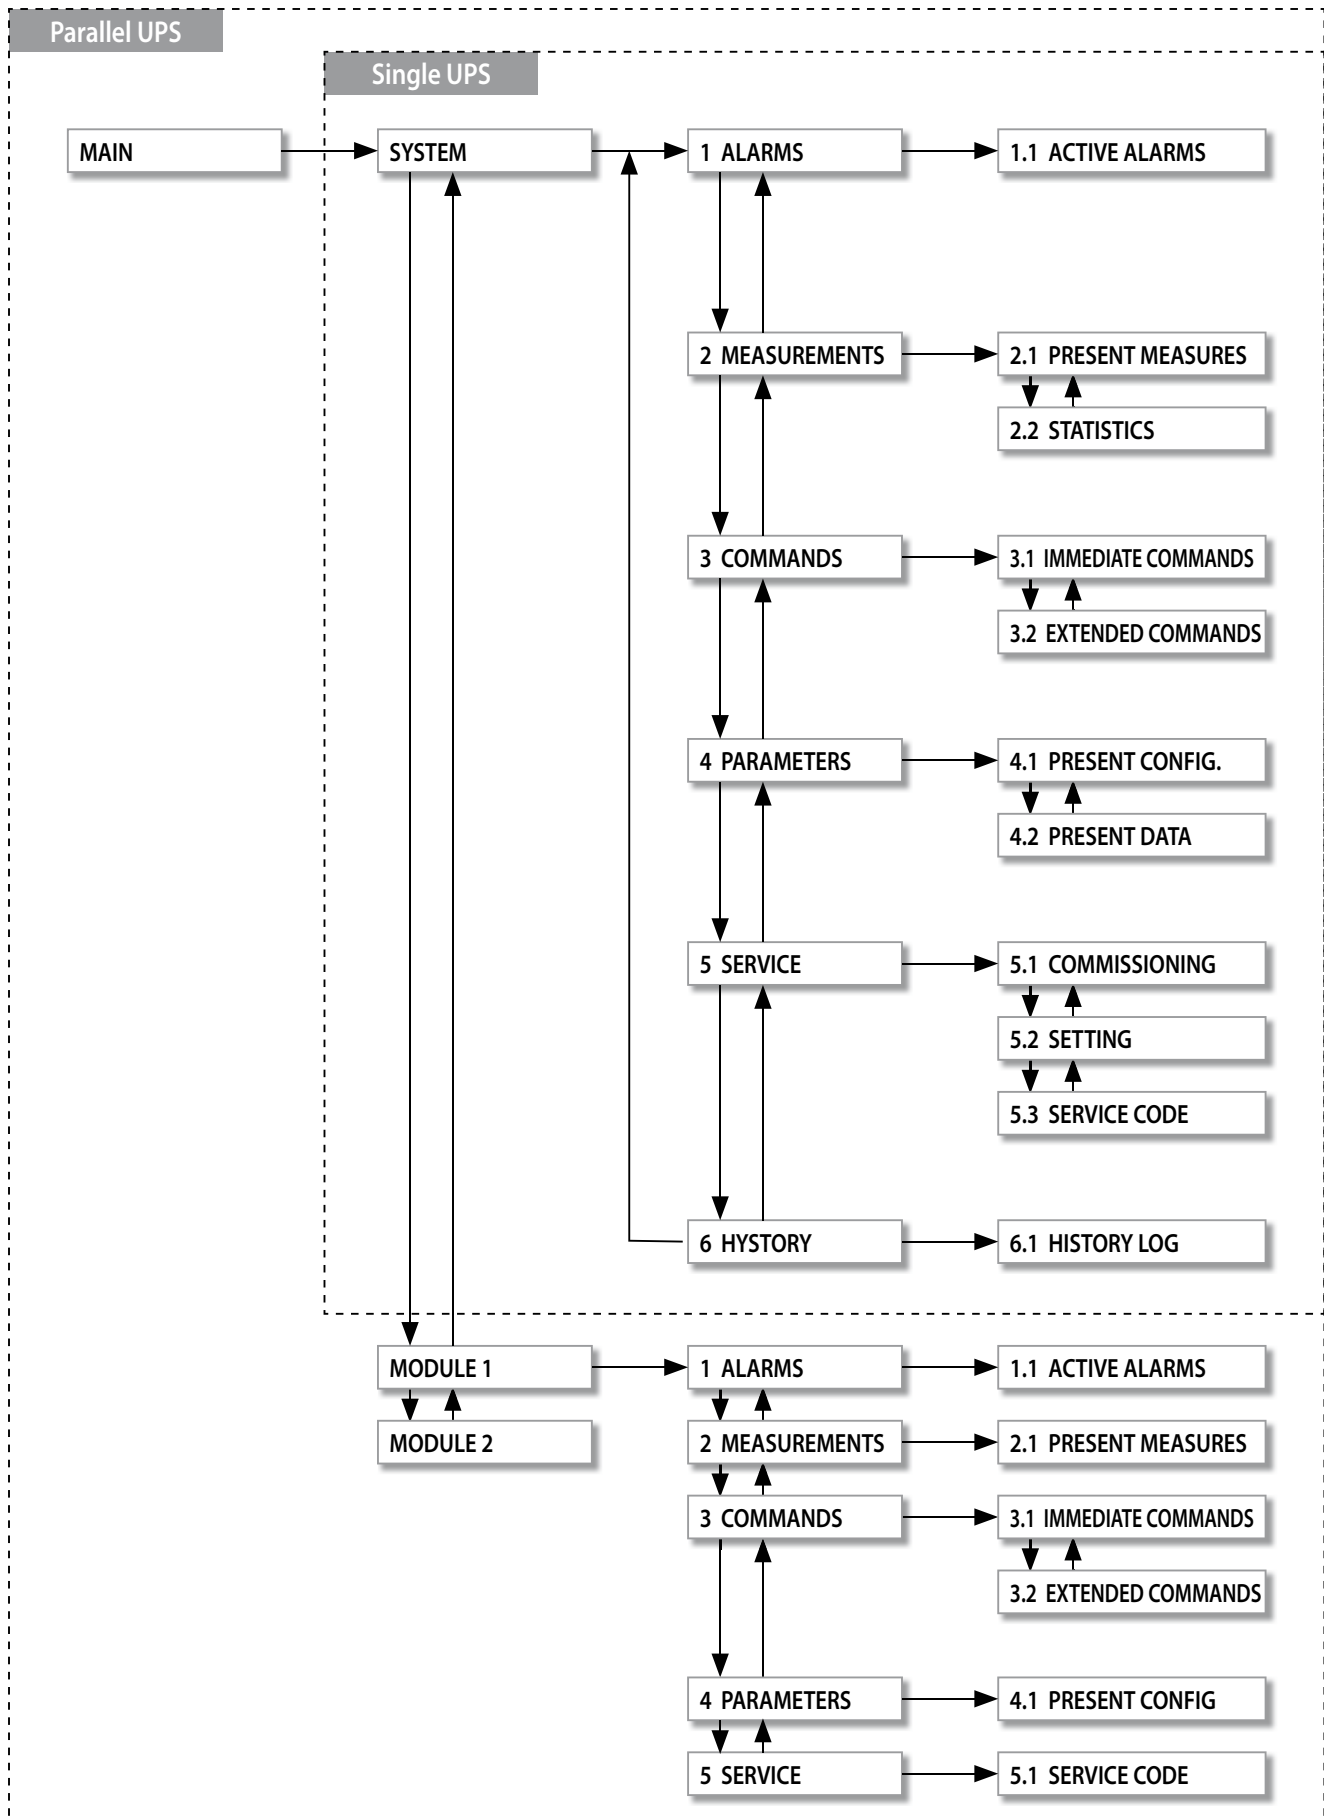 Parallel UPS
Single UPS
MAIN
SYSTEM
1 ALARMS
1.1 ACTIVE ALARMS
2 MEASUREMENTS
2.1 PRESENT MEASURES
2.2 STATISTICS
3 COMMANDS
3.1 IMMEDIATE COMMANDS
3.2 EXTENDED COMMANDS
4 PARAMETERS
4.1 PRESENT CONFIG.
4.2 PRESENT DATA
5 SERVICE
5.1 COMMISSIONING
5.2 SETTING
5.3 SERVICE CODE
6 HYSTORY
6.1 HISTORY LOG
MODULE 1
1 ALARMS
1.1 ACTIVE ALARMS
MODULE 2
2 MEASUREMENTS
2.1 PRESENT MEASURES
3 COMMANDS
3.1 IMMEDIATE COMMANDS
3.2 EXTENDED COMMANDS
4 PARAMETERS
4.1 PRESENT CONFIG
5 SERVICE
5.1 SERVICE CODE